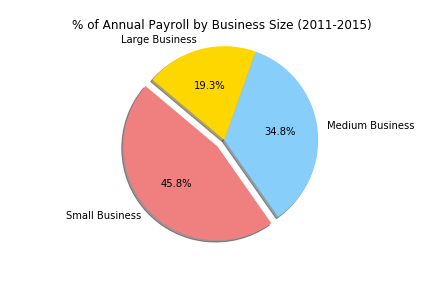 % of Annual Payroll by Business Size (2011-2015)
Large Business
19.3%
Medium Business
34.8%
45.8%
Small Business